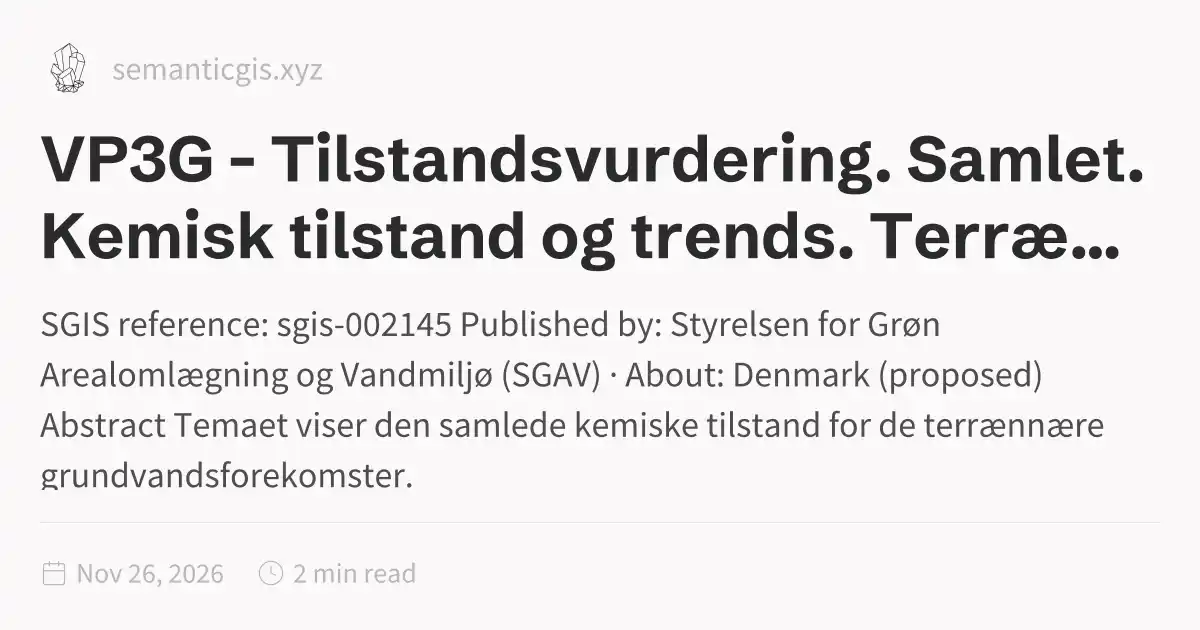 semanticgis.xyz
VP3G - Tilstandsvurdering. Samlet.
Kemisk tilstand og trends. Terræ...
SGIS reference: sgis-002145 Published by: Styrelsen for Grøn
Arealomlægning og Vandmiljø (SGAV) · About: Denmark (proposed)
Abstract Temaet viser den samlede kemiske tilstand for de terrænnære
grundvandsforekomster.
Nov 26, 2026 2 min read